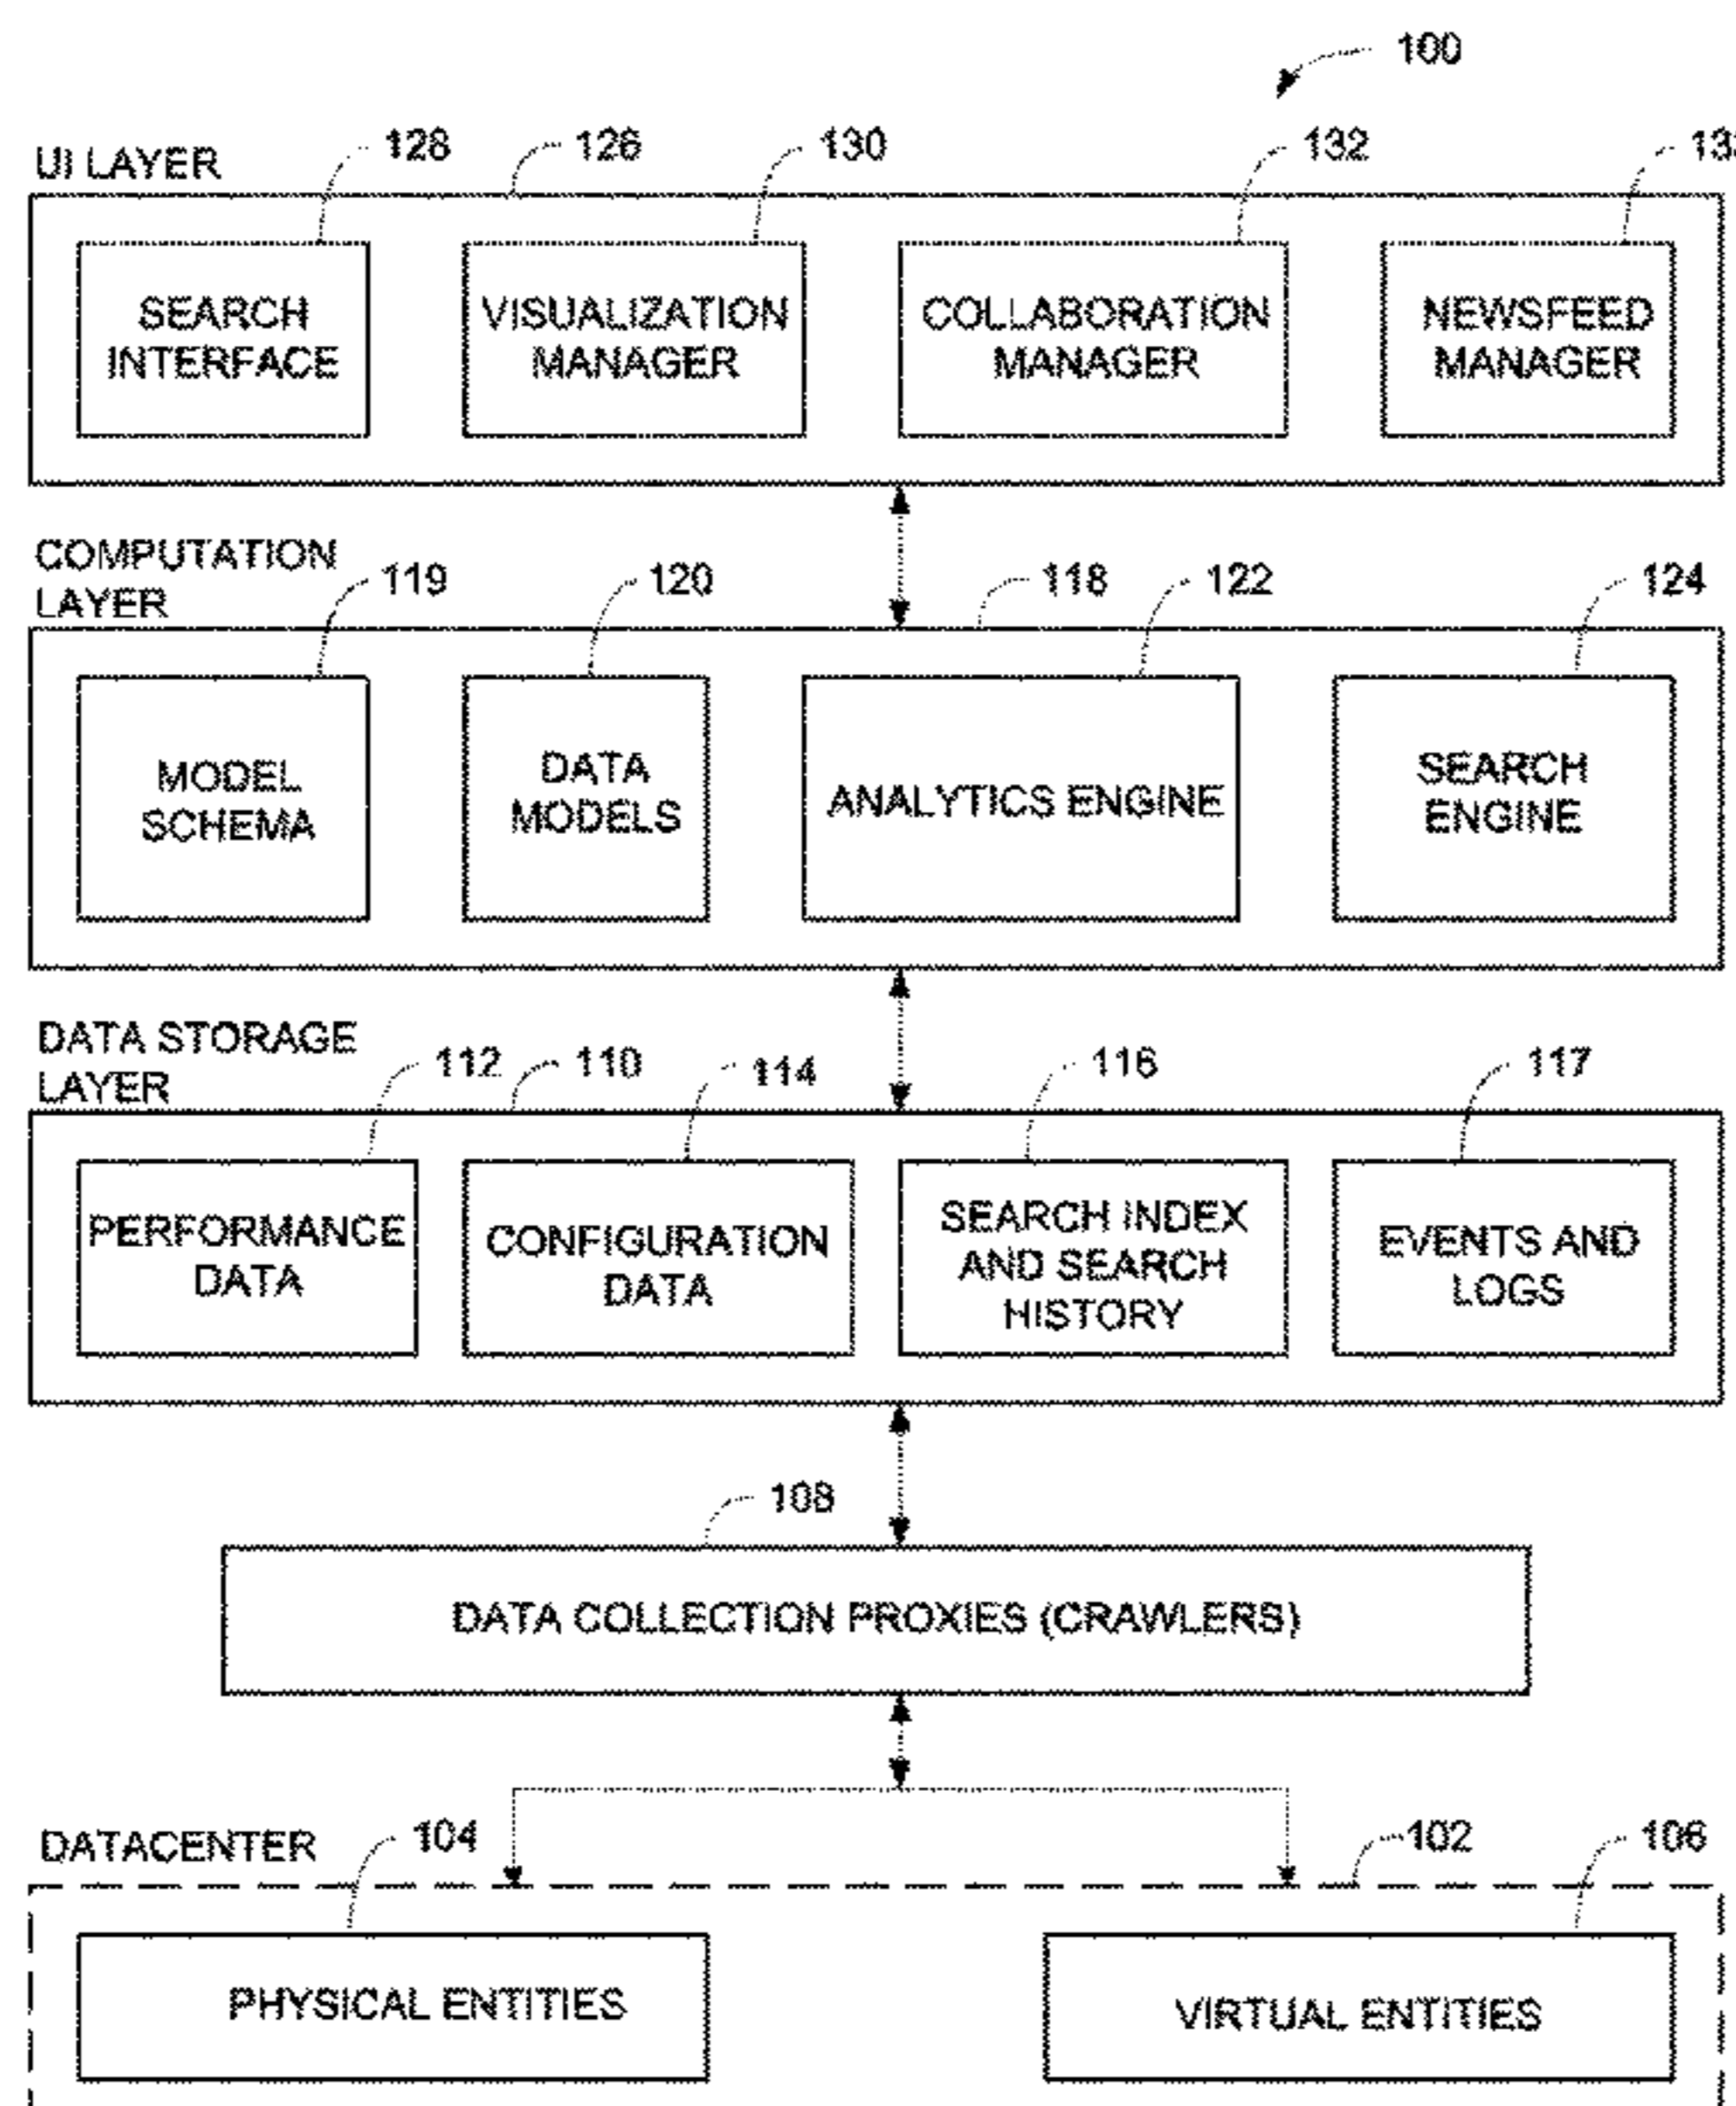 100
UI LAYER
128
126
130
132
SEARCH
INTERFACE
VISUALIZATION
MANAGER
COLLABORATION
MANAGER
NEWSFEED
MANAGER
COMPUTATION
LAYER
119
120
118
122
124
MODEL
SCHEMA
DATA
MODELS
ANALYTICS ENGINE
SEARCH
ENGINE
DATA STORAGE
LAYER
112
110
114
116
117
PERFORMANCE
DATA
CONFIGURATION
DATA
SEARCH INDEX
AND SEARCH
HISTORY
EVENTS AND
LOGS
108
DATA COLLECTION PROXIES (CRAWLERS)
DATACENTER
104
102
106
PHYSICAL ENTITIES
VIRTUAL ENTITIES